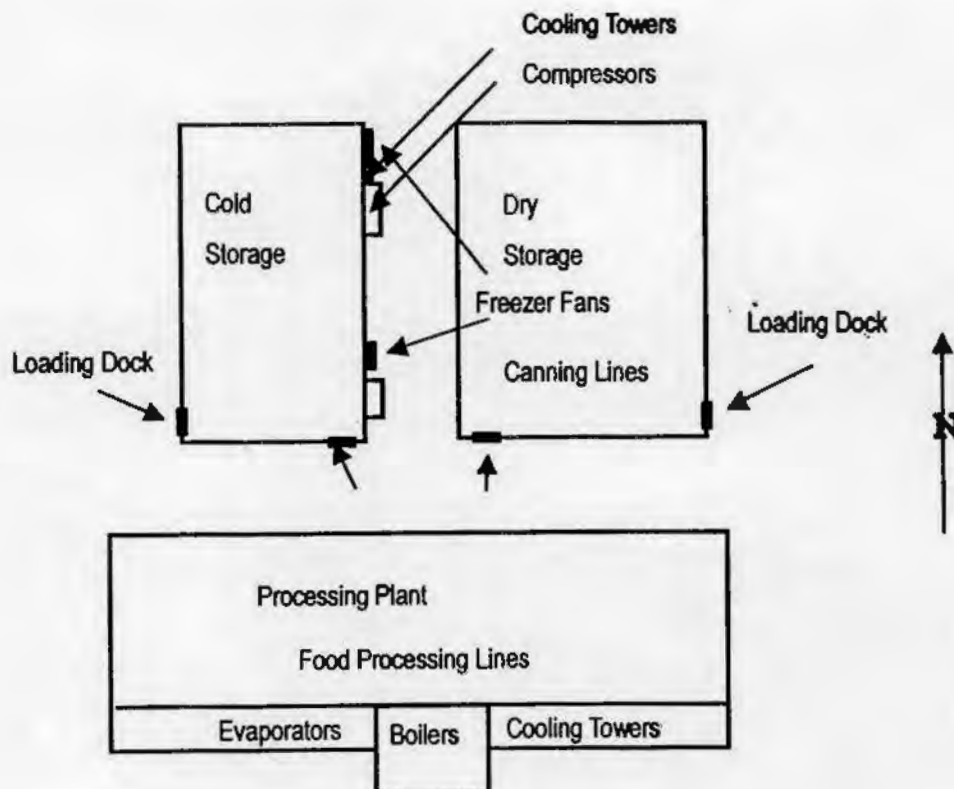 Cooling Towers
Compressors
Cold
Storage
Dry
Storage
Freezer Fans
Loading Dock
Loading Dock
Canning Lines
N
Processing Plant
Food Processing Lines
Evaporators
Boilers
Cooling Towers